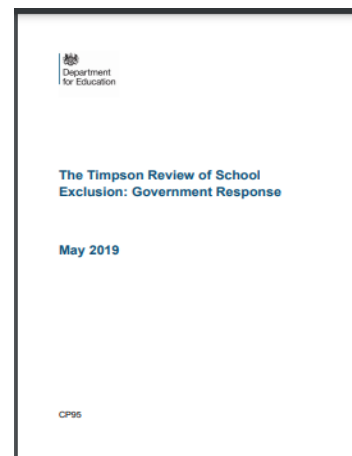 Department
for Education
The Timpson Review of School
Exclusion: Government Response
May 2019
CP95